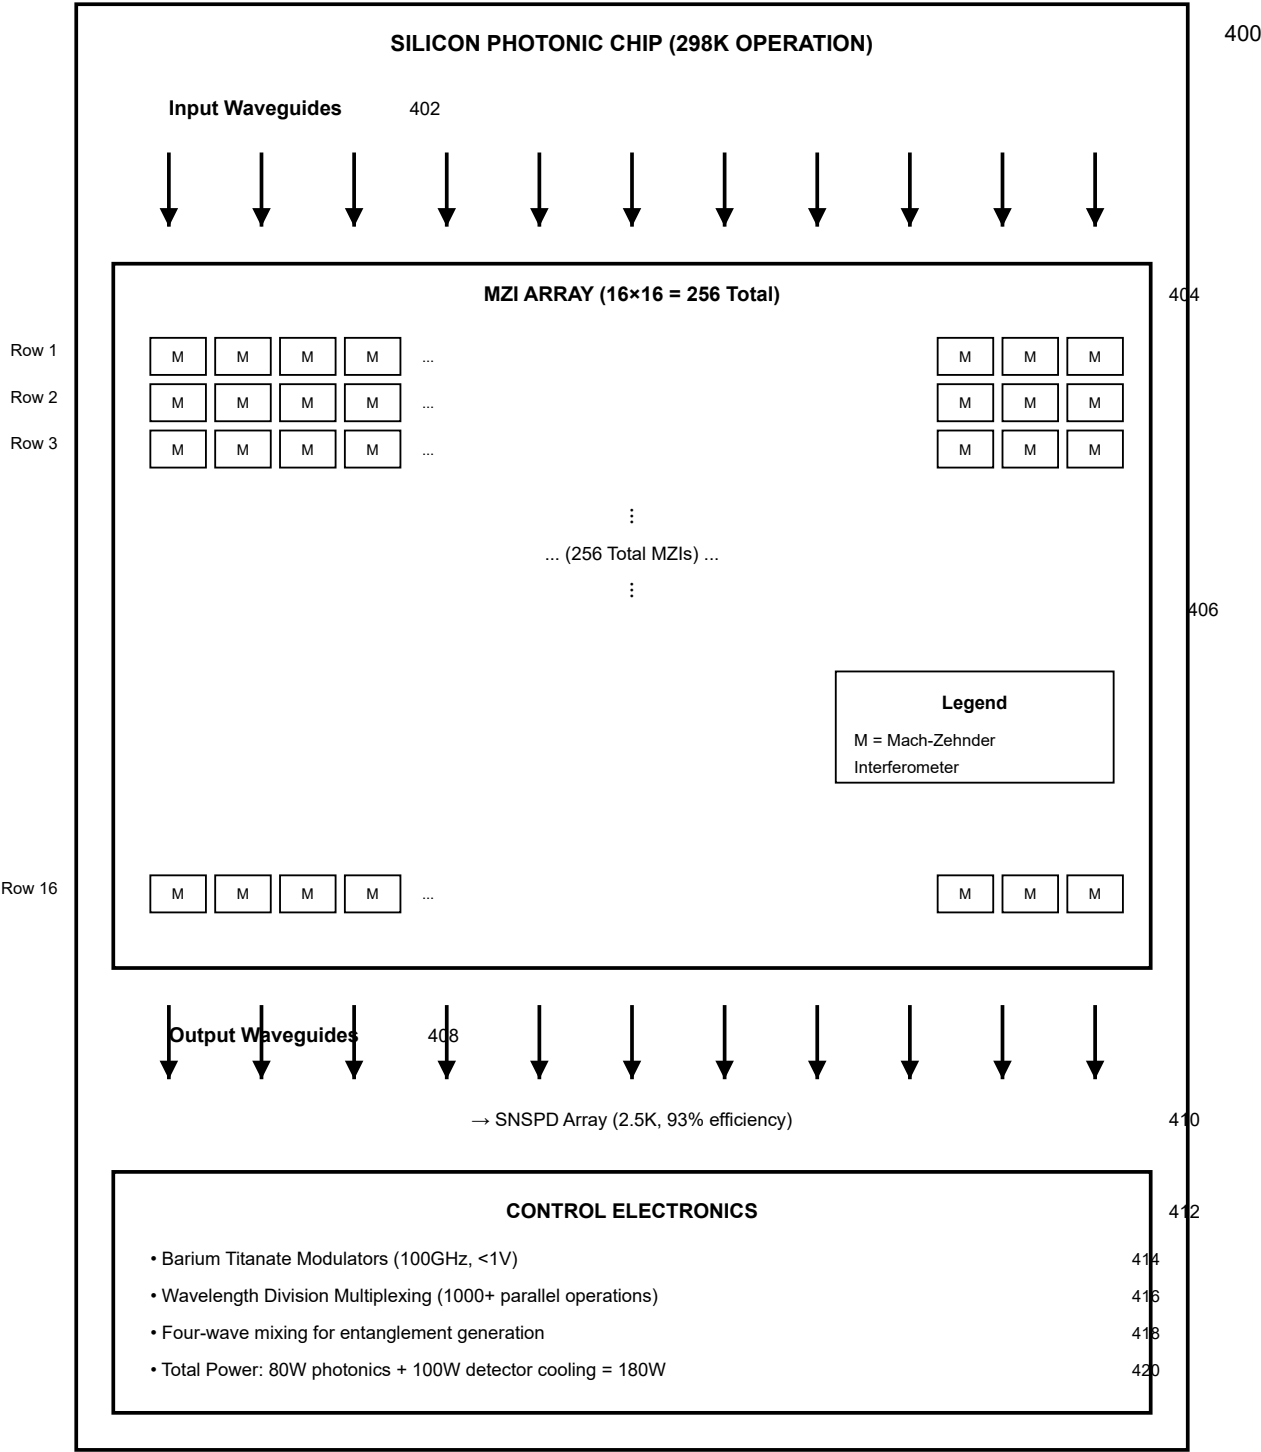 400
SILICON PHOTONIC CHIP (298K OPERATION)
Input Waveguides 402
MZI ARRAY (16×16 = 256 Total) 404
Row 1 M M M M ... M M M
Row 2 M M M M ... M M M
Row 3 M M M M ... M M M
⋮
... (256 Total MZIs) ...
⋮
406
Legend
M = Mach-Zehnder
Interferometer
Row 16 M M M M ... M M M
Output Waveguides 408
→ SNSPD Array (2.5K, 93% efficiency) 410
CONTROL ELECTRONICS 412
• Barium Titanate Modulators (100GHz, <1V) 414
• Wavelength Division Multiplexing (1000+ parallel operations) 416
• Four-wave mixing for entanglement generation 418
• Total Power: 80W photonics + 100W detector cooling = 180W 420